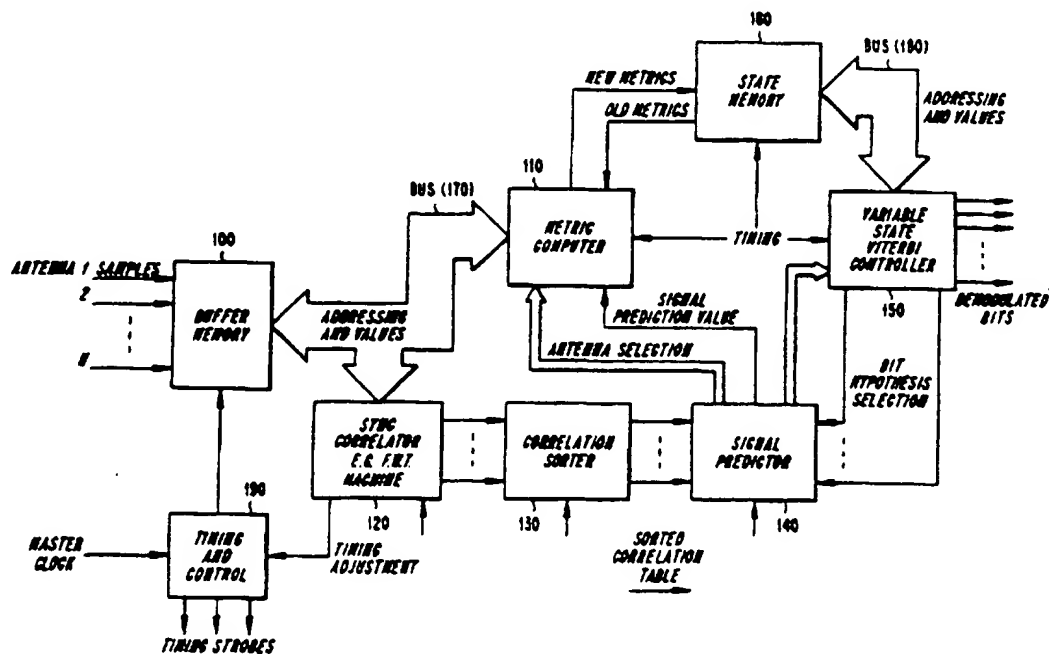 160
BUS (180)
STATE
MEMORY
NEW METRICS
OLD METRICS
ADDRESSING
AND VALUES
110
BUS (170)
METRIC
COMPUTER
TIMING
VARIABLE
STATE
VITERBI
CONTROLLER
150
DEMODULATED
BITS
100
ANTENNA 1 SAMPLES
2
N
BUFFER
MEMORY
ADDRESSING
AND VALUES
SIGNAL
PREDICTION VALUE
ANTENNA SELECTION
BIT
HYPOTHESIS
SELECTION
SYNC
CORRELATOR
E.G. F.W.T.
MACHINE
120
CORRELATION
SORTER
130
SIGNAL
PREDICTOR
140
190
MASTER
CLOCK
TIMING
AND
CONTROL
TIMING
ADJUSTMENT
SORTED
CORRELATION
TABLE
TIMING STROBES